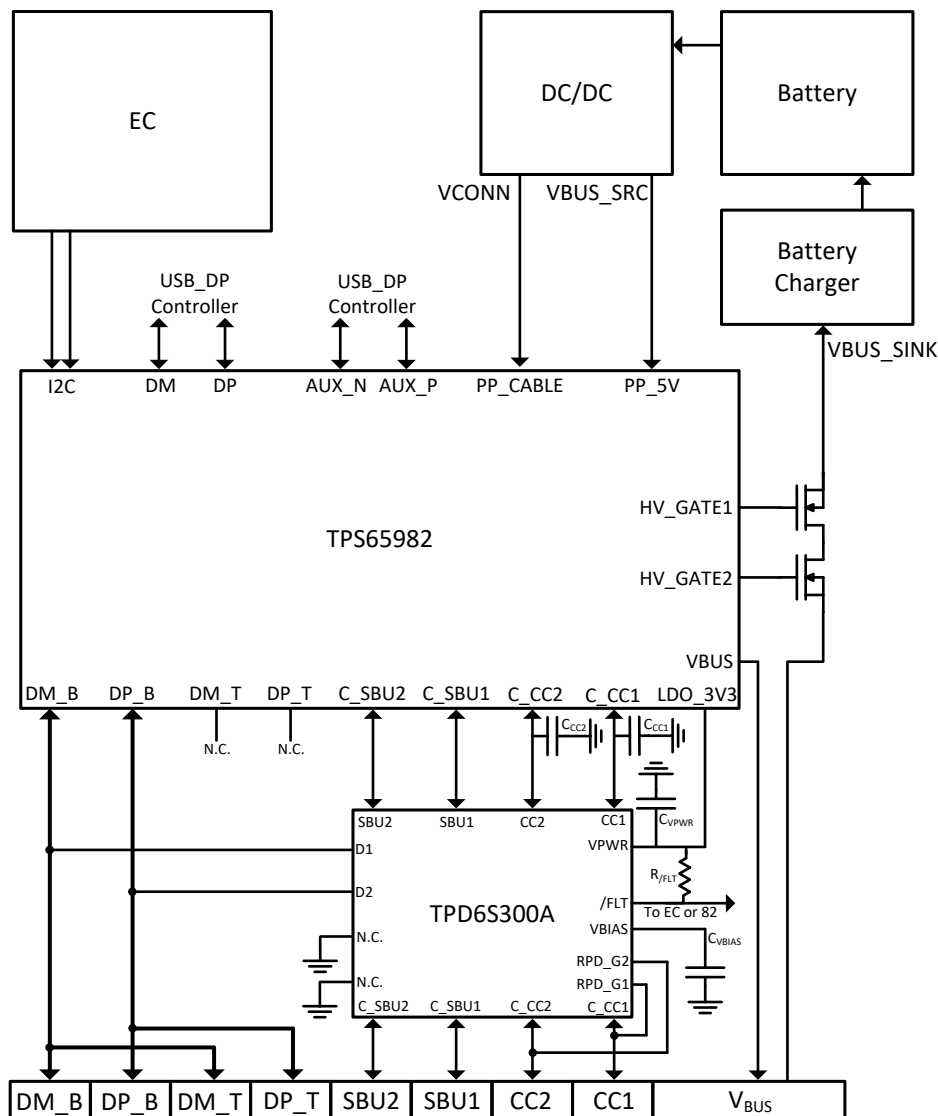 EC
DC/DC
Battery
VCONN
VBUS_SRC
Battery
Charger
USB_DP
Controller
USB_DP
Controller
VBUS_SINK
I2C
DM
DP
AUX_N
AUX_P
PP_CABLE
PP_5V
HV_GATE1
TPS65982
HV_GATE2
VBUS
DM_B
DP_B
DM_T
DP_T
C_SBU2
C_SBU1
C_CC2
C_CC1
LDO_3V3
N.C.
N.C.
CCC2
CCC1
SBU2
SBU1
CC2
CC1
CVPWR
VPWR
D1
R/FLT
D2
/FLT
To EC or 82
TPD6S300A
N.C.
VBIAS
CVBIAS
RPD_G2
N.C.
RPD_G1
C_SBU2
C_SBU1
C_CC2
C_CC1
DM_B
DP_B
DM_T
DP_T
SBU2
SBU1
CC2
CC1
VBUS